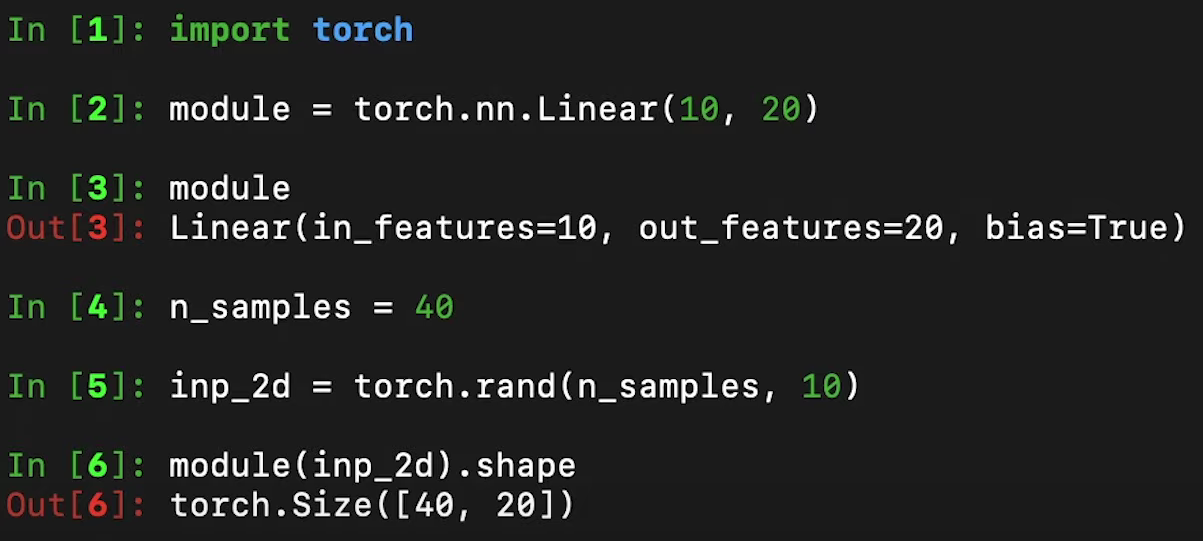 In [1]: import torch
In [2]: module = torch.nn.Linear(10, 20)
In [3]: module
Out[3]: Linear(in_features=10, out_features=20, bias=True)
In [4]: n_samples = 40
In [5]: inp_2d = torch.rand(n_samples, 10)
In [6]: module(inp_2d).shape
Out[6]: torch.Size([40, 20])